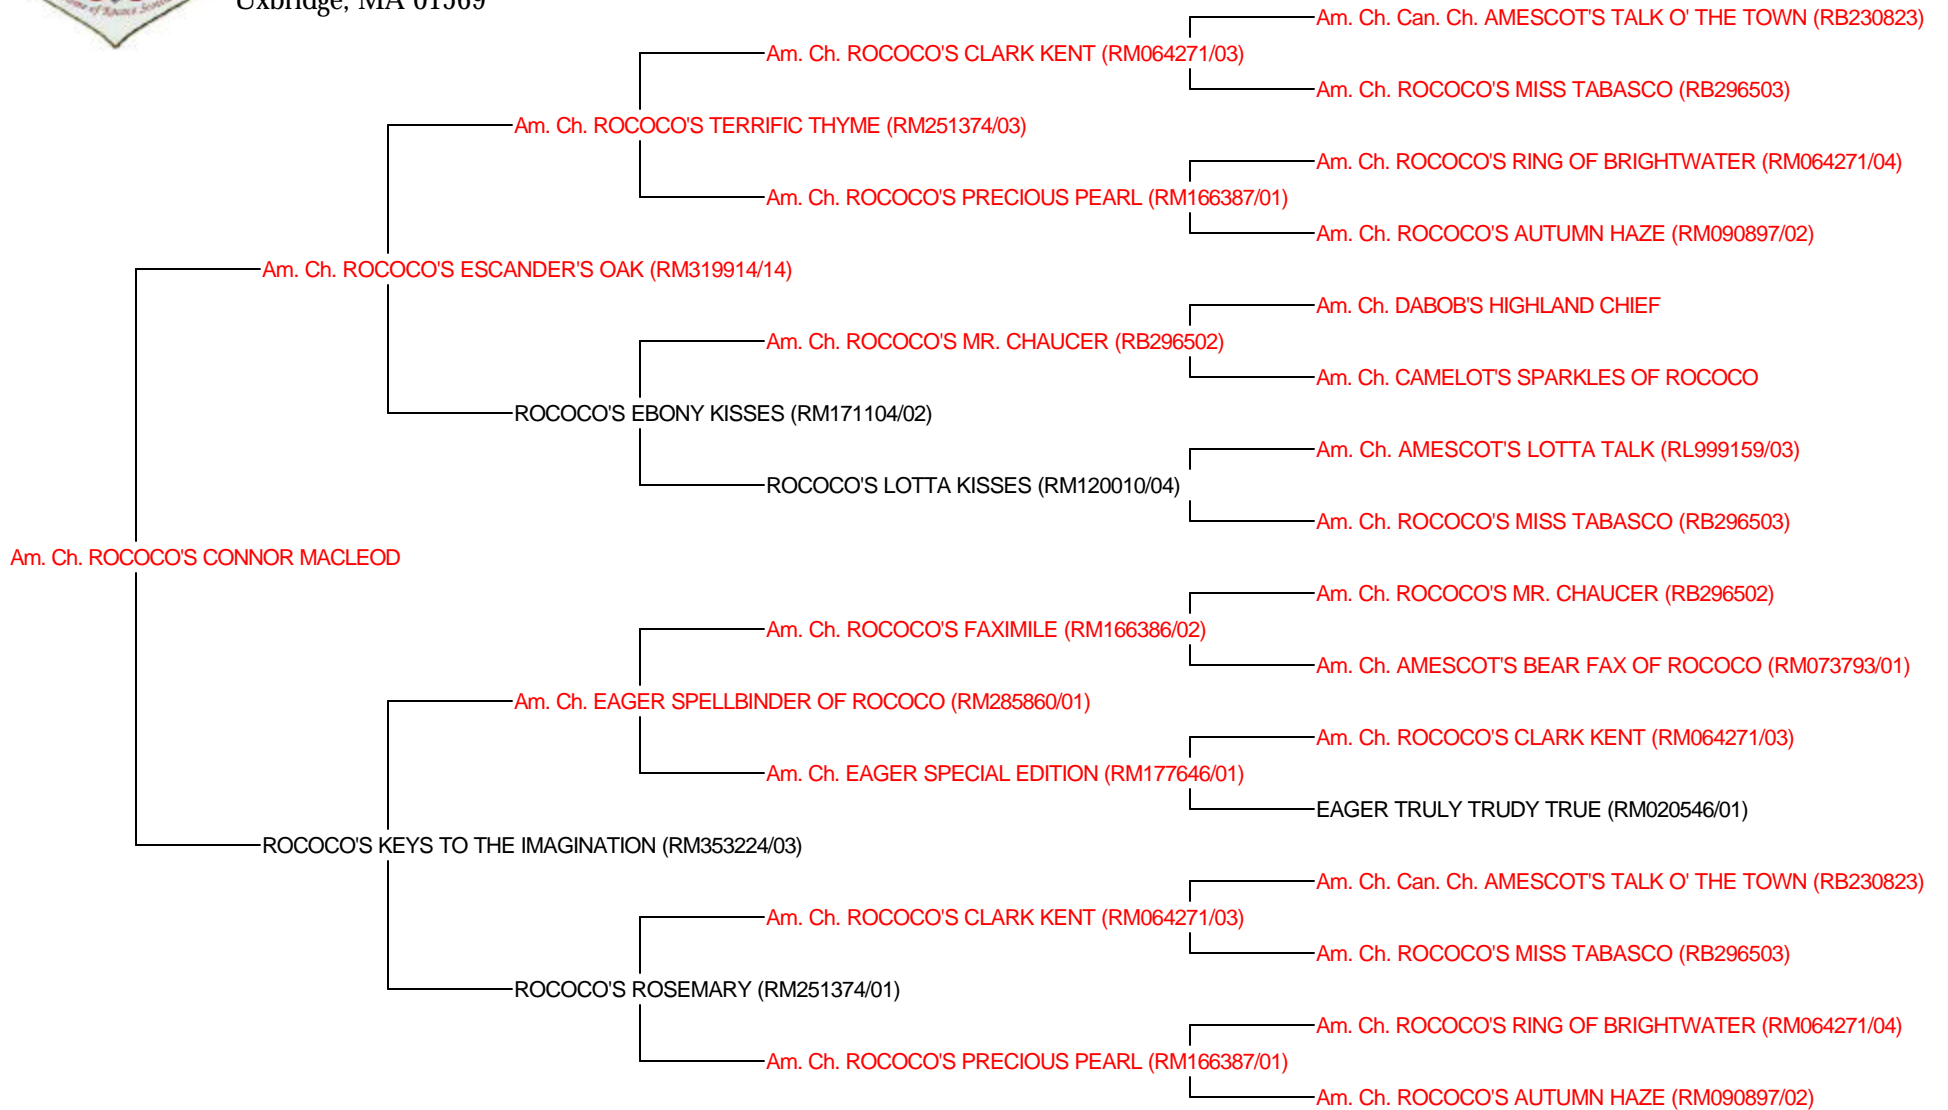 Uxbridge, MA 01569
Am. Ch. Can. Ch. AMESCOT'S TALK O' THE TOWN (RB230823)
Am. Ch. ROCOCO'S CLARK KENT (RM064271/03)
Am. Ch. ROCOCO'S MISS TABASCO (RB296503)
Am. Ch. ROCOCO'S TERRIFIC THYME (RM251374/03)
Am. Ch. ROCOCO'S RING OF BRIGHTWATER (RM064271/04)
Am. Ch. ROCOCO'S PRECIOUS PEARL (RM166387/01)
Am. Ch. ROCOCO'S AUTUMN HAZE (RM090897/02)
Am. Ch. ROCOCO'S ESCANDER'S OAK (RM319914/14)
Am. Ch. DABOB'S HIGHLAND CHIEF
Am. Ch. ROCOCO'S MR. CHAUCER (RB296502)
Am. Ch. CAMELOT'S SPARKLES OF ROCOCO
ROCOCO'S EBONY KISSES (RM171104/02)
Am. Ch. AMESCOT'S LOTTA TALK (RL999159/03)
ROCOCO'S LOTTA KISSES (RM120010/04)
Am. Ch. ROCOCO'S MISS TABASCO (RB296503)
Am. Ch. ROCOCO'S CONNOR MACLEOD
Am. Ch. ROCOCO'S MR. CHAUCER (RB296502)
Am. Ch. ROCOCO'S FAXIMILE (RM166386/02)
Am. Ch. AMESCOT'S BEAR FAX OF ROCOCO (RM073793/01)
Am. Ch. EAGER SPELLBINDER OF ROCOCO (RM285860/01)
Am. Ch. ROCOCO'S CLARK KENT (RM064271/03)
Am. Ch. EAGER SPECIAL EDITION (RM177646/01)
EAGER TRULY TRUDY TRUE (RM020546/01)
ROCOCO'S KEYS TO THE IMAGINATION (RM353224/03)
Am. Ch. Can. Ch. AMESCOT'S TALK O' THE TOWN (RB230823)
Am. Ch. ROCOCO'S CLARK KENT (RM064271/03)
Am. Ch. ROCOCO'S MISS TABASCO (RB296503)
ROCOCO'S ROSEMARY (RM251374/01)
Am. Ch. ROCOCO'S RING OF BRIGHTWATER (RM064271/04)
Am. Ch. ROCOCO'S PRECIOUS PEARL (RM166387/01)
Am. Ch. ROCOCO'S AUTUMN HAZE (RM090897/02)